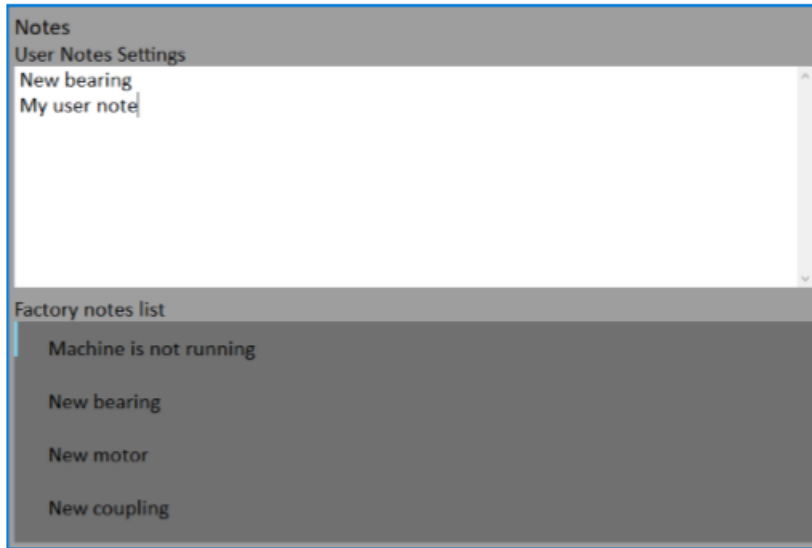 Notes
User Notes Settings
New bearing
My user note
Factory notes list
Machine is not running
New bearing
New motor
New coupling